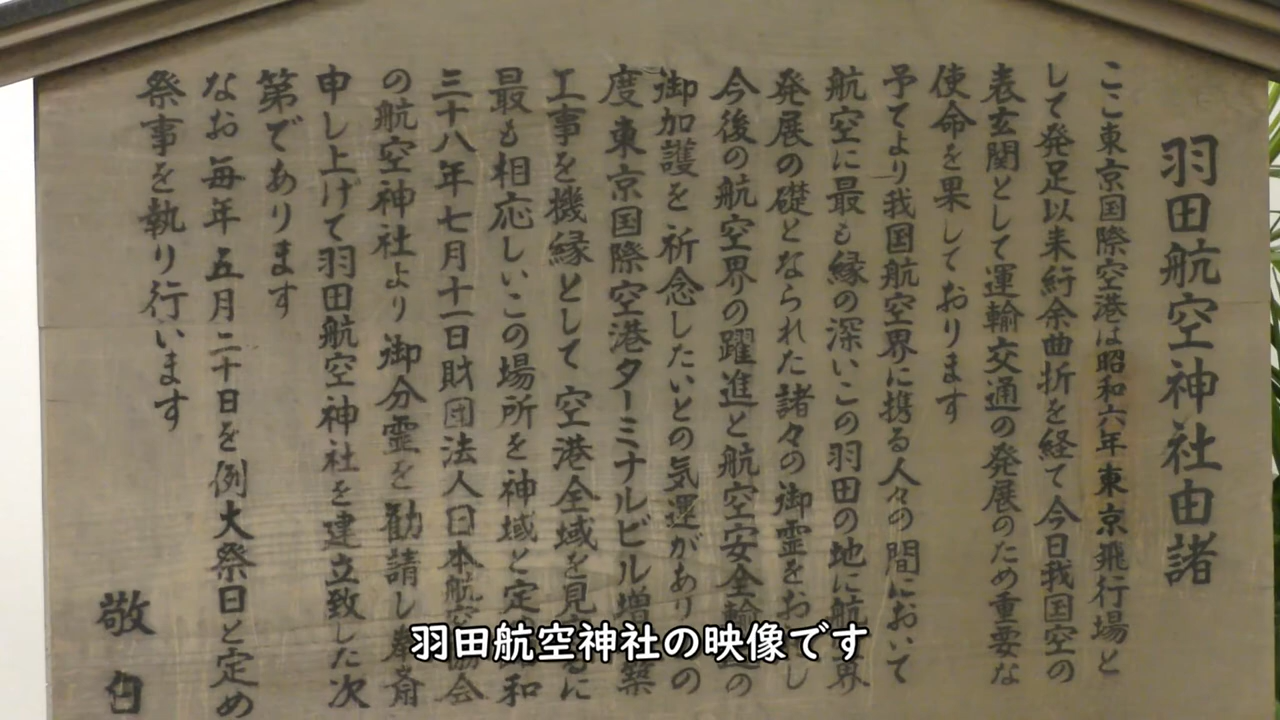 羽田航空神社由諸
ここ東京国際空港は昭和六年東京飛行場と
して発足以来紆余曲折を経て今日我国空の
表玄関として運輸交通の発展のため重要な
使命を果しております
予てより我国航空界に携る人々の間において
航空に最も縁の深いこの羽田の地に航空界
発展の礎となられた諸々の御霊をお し
今後の航空界の躍進と航空安全輸送の
御加護を祈念したいとの気運がありこの
度東京国際空港ターミナルビル増築
工事を機縁として空港全域を見 るに
最も相応しいこの場所を神域と定 和
三十八年七月十一日財団法人日本航空協会
の航空神社より御分霊を勧請し奉斎
申し上げて羽田航空神社を建立致した次
第であります
なお毎年五月二十日を例大祭日と定め
祭事を執り行います
敬白
羽田航空神社の映像です